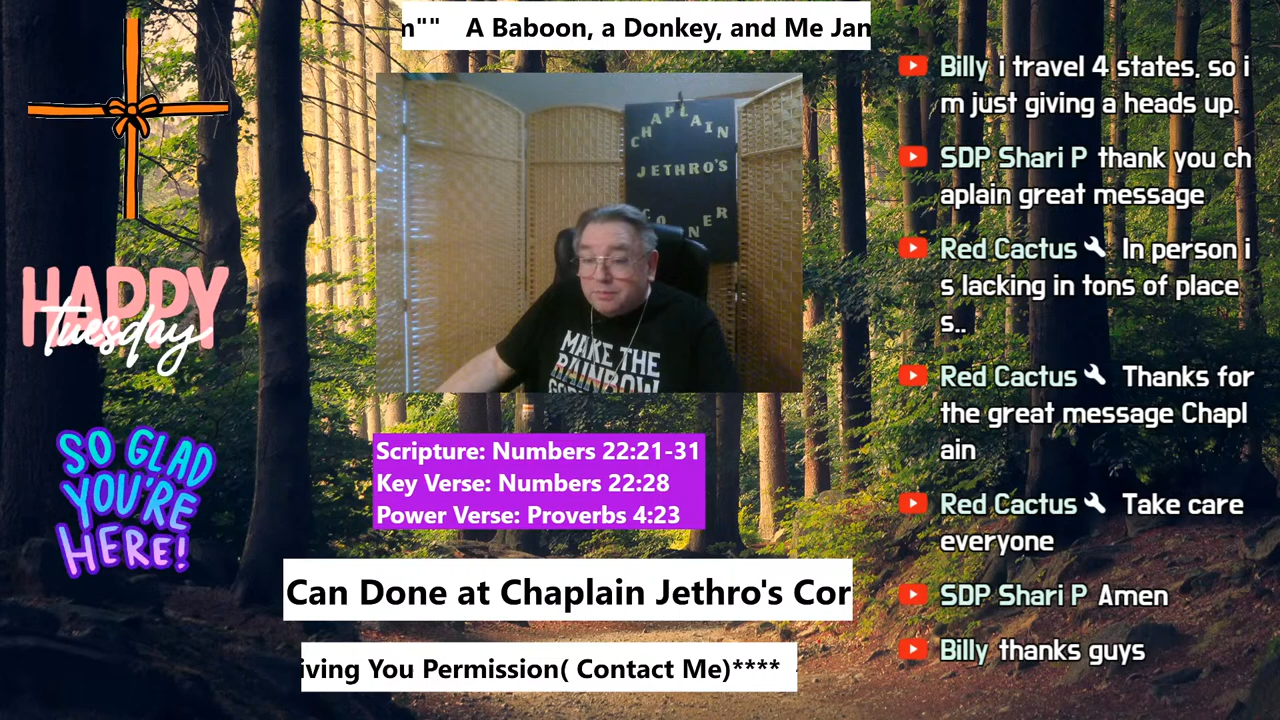 n"" A Baboon, a Donkey, and Me Jan
CHAPLAIN
JETHRO'S
CORNER
MAKE THE
RAINBOW
HAPPY
Tuesday
SO GLAD
YOU'RE
HERE!
Scripture: Numbers 22:21-31
Key Verse: Numbers 22:28
Power Verse: Proverbs 4:23
Can Done at Chaplain Jethro's Cor
iving You Permission( Contact Me)****
Billy i travel 4 states, so i
m just giving a heads up.
SDP Shari P thank you ch
aplain great message
Red Cactus In person i
s lacking in tons of place
s..
Red Cactus Thanks for
the great message Chapl
ain
Red Cactus Take care
everyone
SDP Shari P Amen
Billy thanks guys